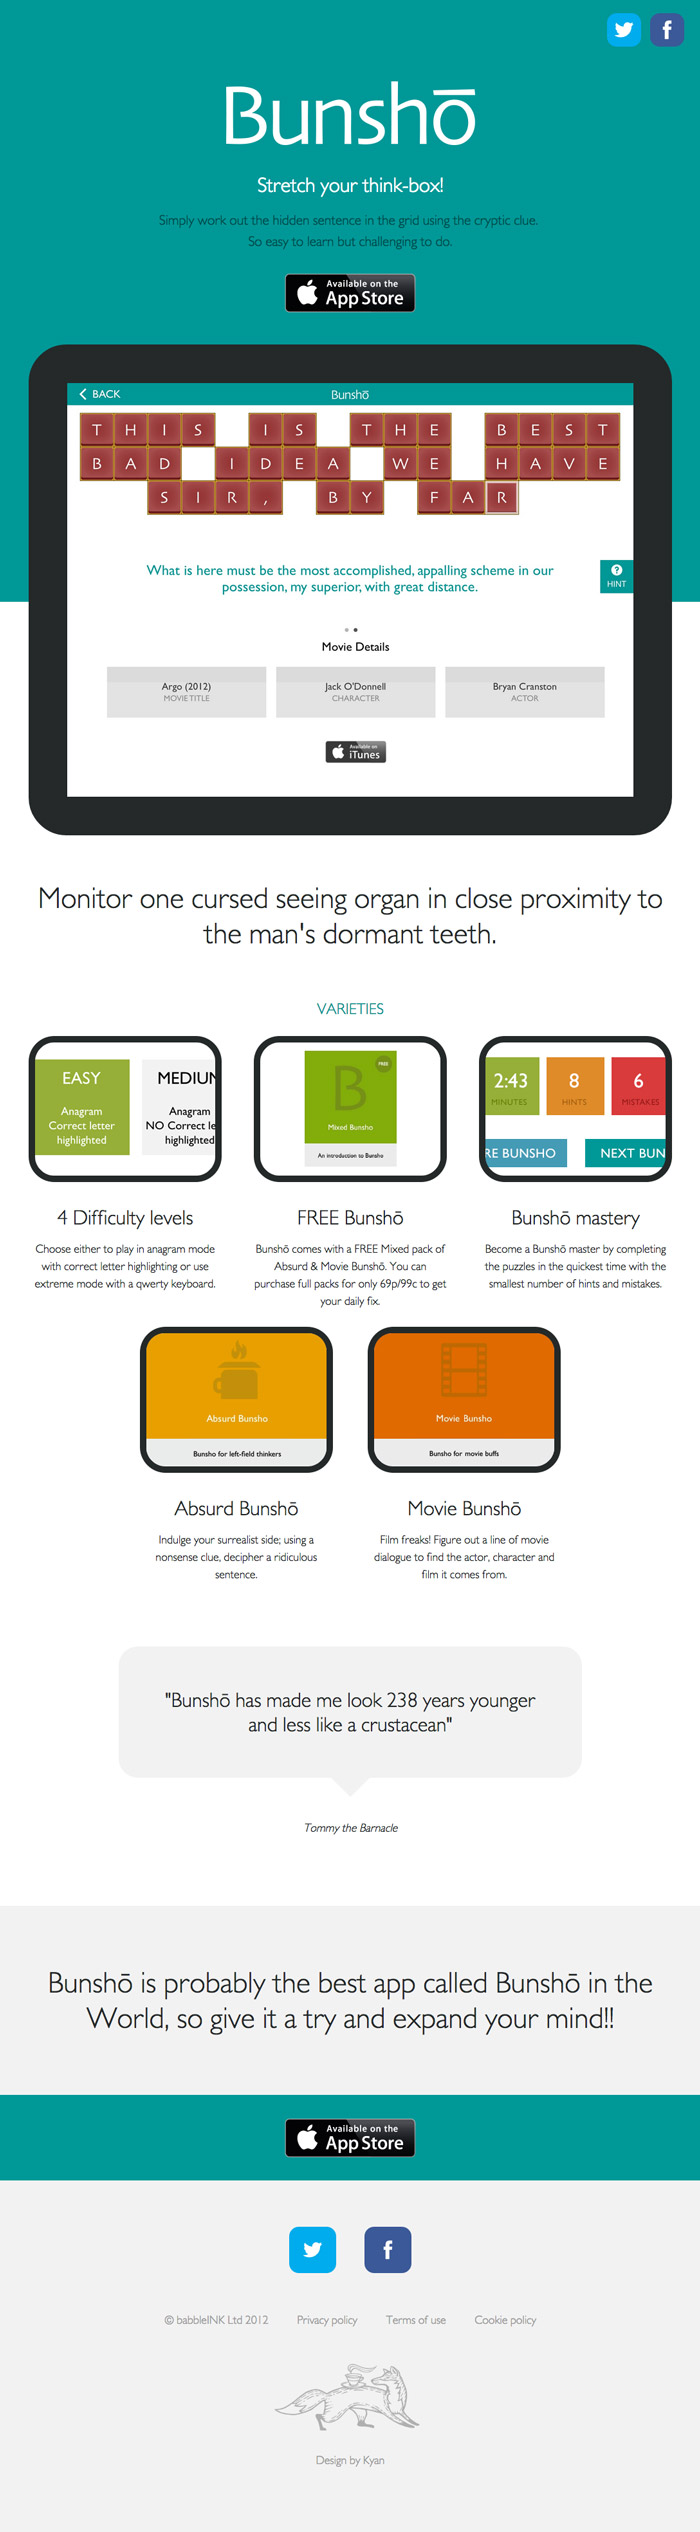 Bunshō
Stretch your think-box!
Simply work out the hidden sentence in the grid using the cryptic clue.
So easy to learn but challenging to do.
Available on the
App Store
BACK
Bunshō
THIS IS THE BEST
BAD IDEA WE HAVE
SIR, BY FAR
What is here must be the most accomplished, appalling scheme in our
possession, my superior, with great distance.
HINT
Movie Details
Argo (2012)
MOVIE TITLE
Jack O'Donnell
CHARACTER
Bryan Cranston
ACTOR
Available on
iTunes
Monitor one cursed seeing organ in close proximity to
the man's dormant teeth.
VARIETIES
EASY
Anagram
Correct letter
highlighted
MEDIUM
Anagram
NO Correct le
highlighted
B
FREE
Mixed Bunsho
An introduction to Bunsho
2:43
MINUTES
8
HINTS
6
MISTAKES
RE BUNSHO
NEXT BUN
4 Difficulty levels
Choose either to play in anagram mode
with correct letter highlighting or use
extreme mode with a qwerty keyboard.
FREE Bunshō
Bunshō comes with a FREE Mixed pack of
Absurd & Movie Bunshō. You can
purchase full packs for only 69p/99c to get
your daily fix.
Bunshō mastery
Become a Bunshō master by completing
the puzzles in the quickest time with the
smallest number of hints and mistakes.
Absurd Bunsho
Bunsho for left-field thinkers
Movie Bunsho
Bunsho for movie buffs
Absurd Bunshō
Indulge your surrealist side; using a
nonsense clue, decipher a ridiculous
sentence.
Movie Bunshō
Film freaks! Figure out a line of movie
dialogue to find the actor, character and
film it comes from.
"Bunshō has made me look 238 years younger
and less like a crustacean"
Tommy the Barnacle
Bunshō is probably the best app called Bunshō in the
World, so give it a try and expand your mind!!
Available on the
App Store
© babbleINK Ltd 2012 Privacy policy Terms of use Cookie policy
Design by Kyan